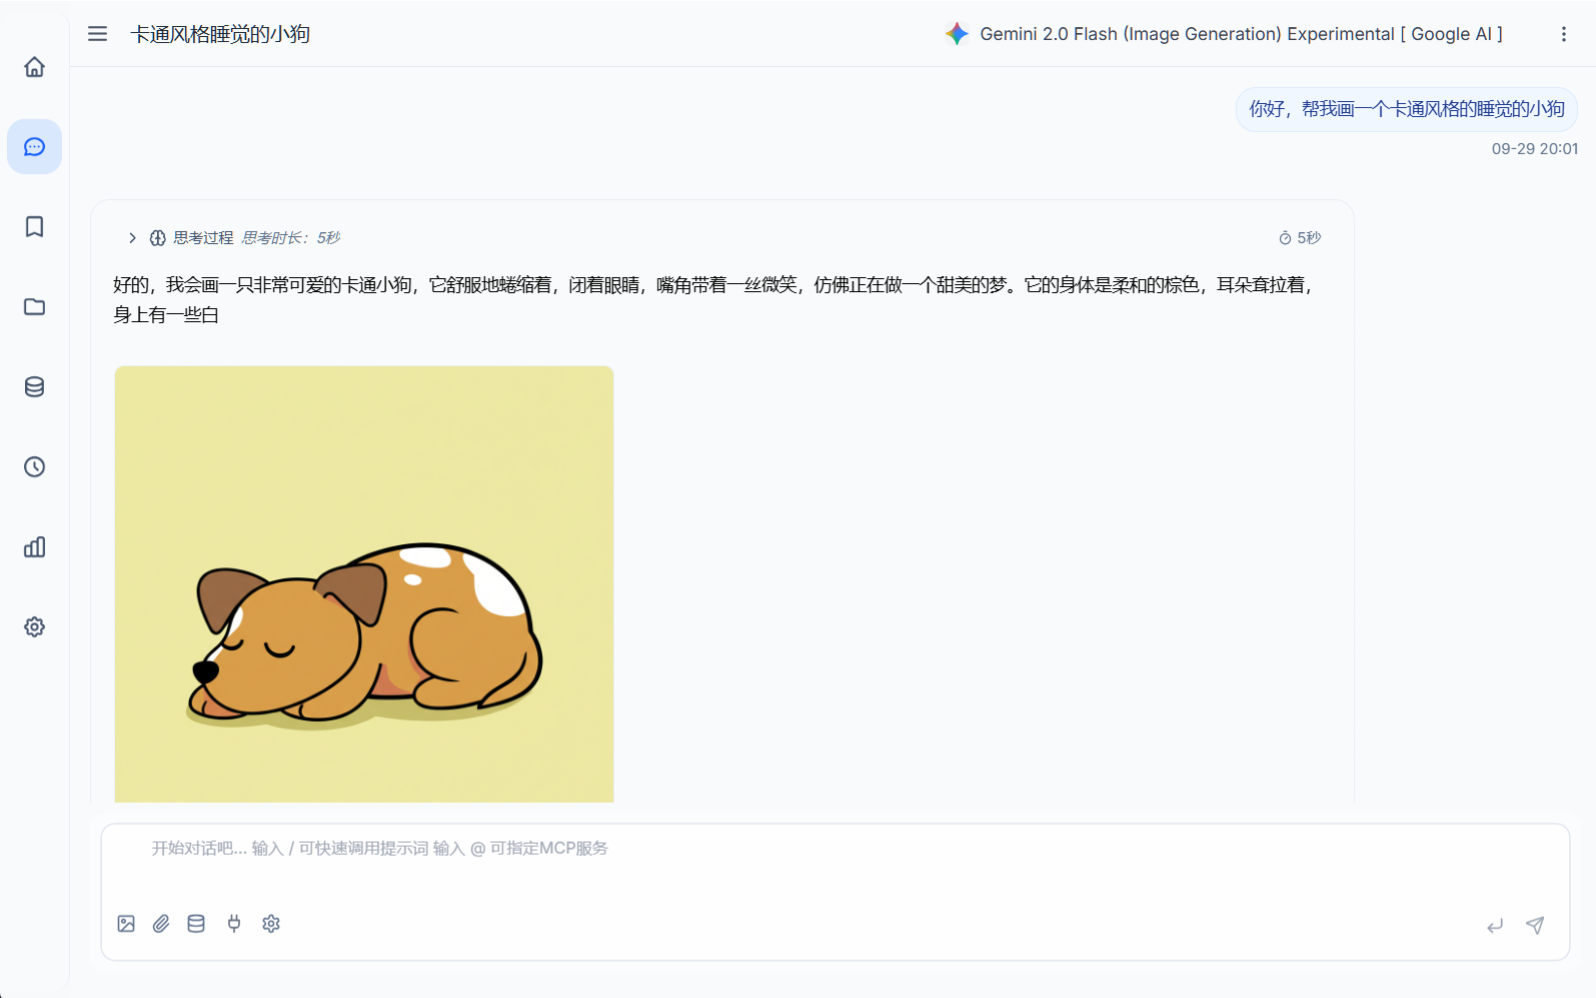 卡通风格睡觉的小狗
Gemini 2.0 Flash (Image Generation) Experimental [ Google AI ]
你好，帮我画一个卡通风格的睡觉的小狗
09-29 20:01
思考过程 思考时长：5秒
5秒
好的，我会画一只非常可爱的卡通小狗，它舒服地蜷缩着，闭着眼睛，嘴角带着一丝微笑，仿佛正在做一个甜美的梦。它的身体是柔和的棕色，耳朵耷拉着，
身上有一些白
开始对话吧... 输入 / 可快速调用提示词 输入 @ 可指定MCP服务